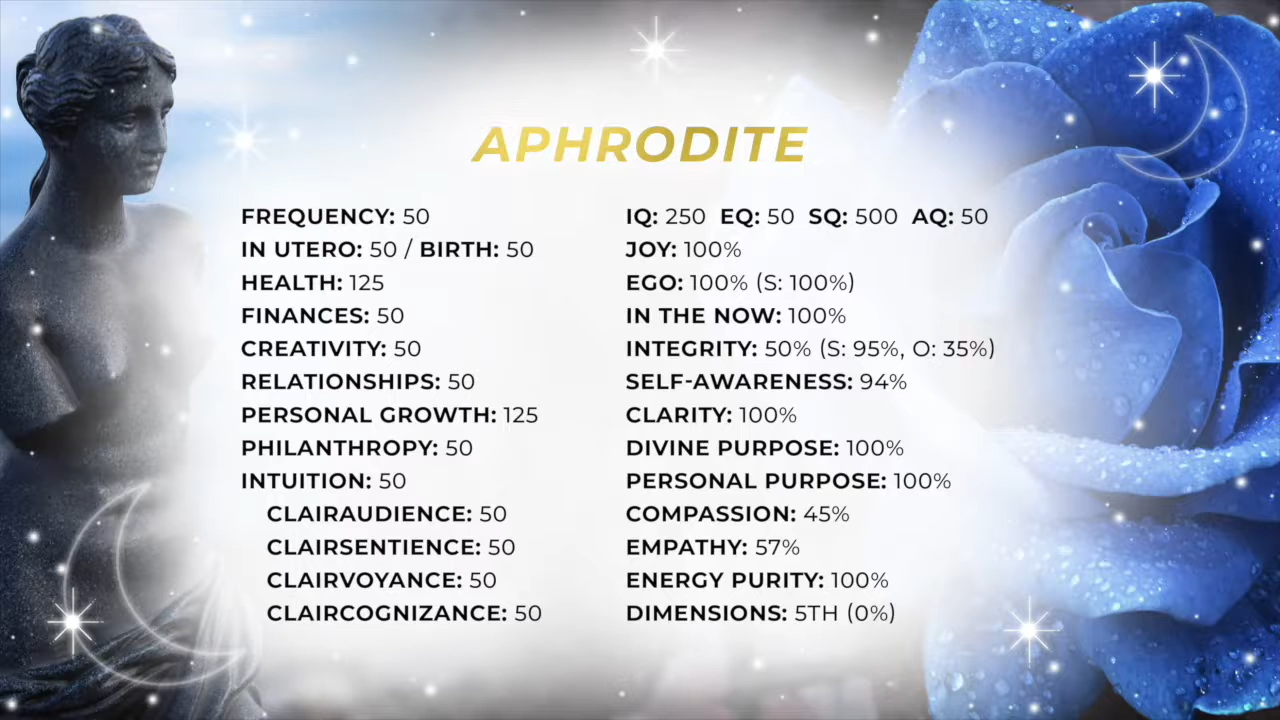 APHRODITE
FREQUENCY: 50
IN UTERO: 50 / BIRTH: 50
HEALTH: 125
FINANCES: 50
CREATIVITY: 50
RELATIONSHIPS: 50
PERSONAL GROWTH: 125
PHILANTHROPY: 50
INTUITION: 50
CLAIRAUDIENCE: 50
CLAIRSENTIENCE: 50
CLAIRVOYANCE: 50
CLAIRCOGNIZANCE: 50
IQ: 250 EQ: 50 SQ: 500 AQ: 50
JOY: 100%
EGO: 100% (S: 100%)
IN THE NOW: 100%
INTEGRITY: 50% (S: 95%, O: 35%)
SELF-AWARENESS: 94%
CLARITY: 100%
DIVINE PURPOSE: 100%
PERSONAL PURPOSE: 100%
COMPASSION: 45%
EMPATHY: 57%
ENERGY PURITY: 100%
DIMENSIONS: 5TH (0%)